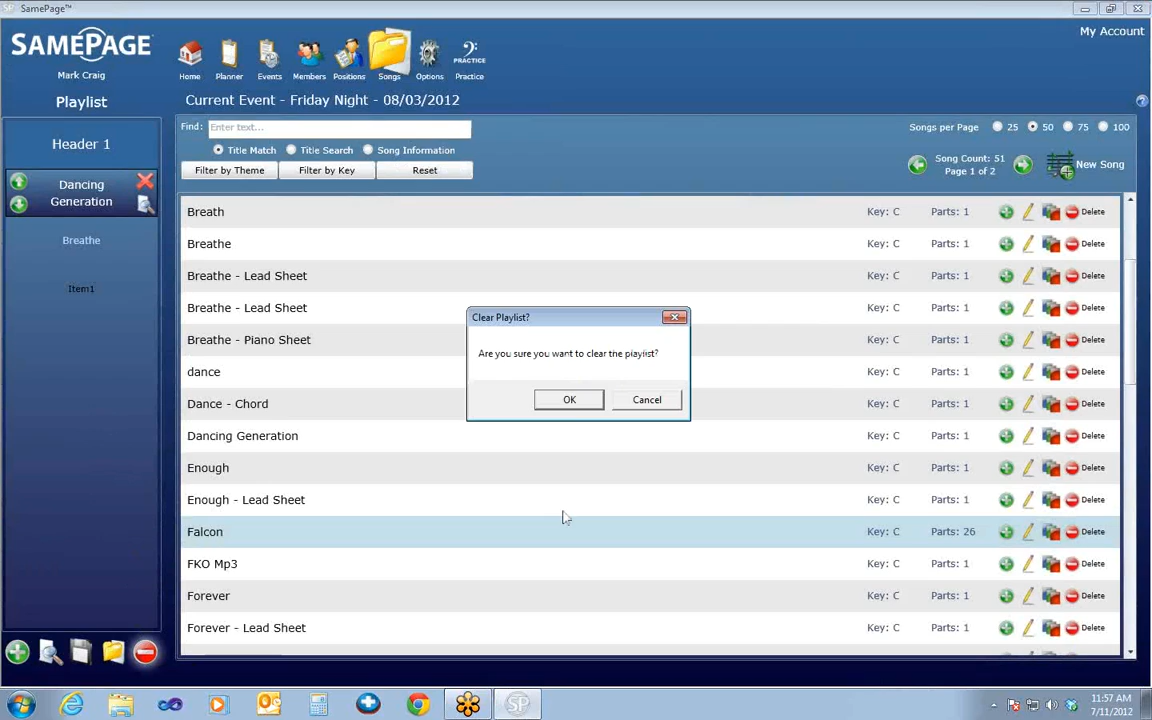 SamePage™
SAMEPAGE
Mark Craig
Home
Planner
Events
Members
Positions
Songs
Options
PRACTICE
Practice
My Account
Playlist
Current Event - Friday Night - 08/03/2012
Header 1
Dancing
Generation
Breathe
Item1
Find:
Enter text...
Title Match
Title Search
Song Information
Filter by Theme
Filter by Key
Reset
Songs per Page
25
50
75
100
Song Count: 51
Page 1 of 2
New Song
Breath Key: C Parts: 1 Delete
Breathe Key: C Parts: 1 Delete
Breathe - Lead Sheet Key: C Parts: 1 Delete
Breathe - Lead Sheet Key: C Parts: 1 Delete
Breathe - Piano Sheet Key: C Parts: 1 Delete
dance Key: C Parts: 1 Delete
Dance - Chord Key: C Parts: 1 Delete
Dancing Generation Key: C Parts: 1 Delete
Enough Key: C Parts: 1 Delete
Enough - Lead Sheet Key: C Parts: 1 Delete
Falcon Key: C Parts: 26 Delete
FKO Mp3 Key: C Parts: 1 Delete
Forever Key: C Parts: 1 Delete
Forever - Lead Sheet Key: C Parts: 1 Delete
Clear Playlist?
Are you sure you want to clear the playlist?
OK
Cancel
SP
11:57 AM
7/11/2012